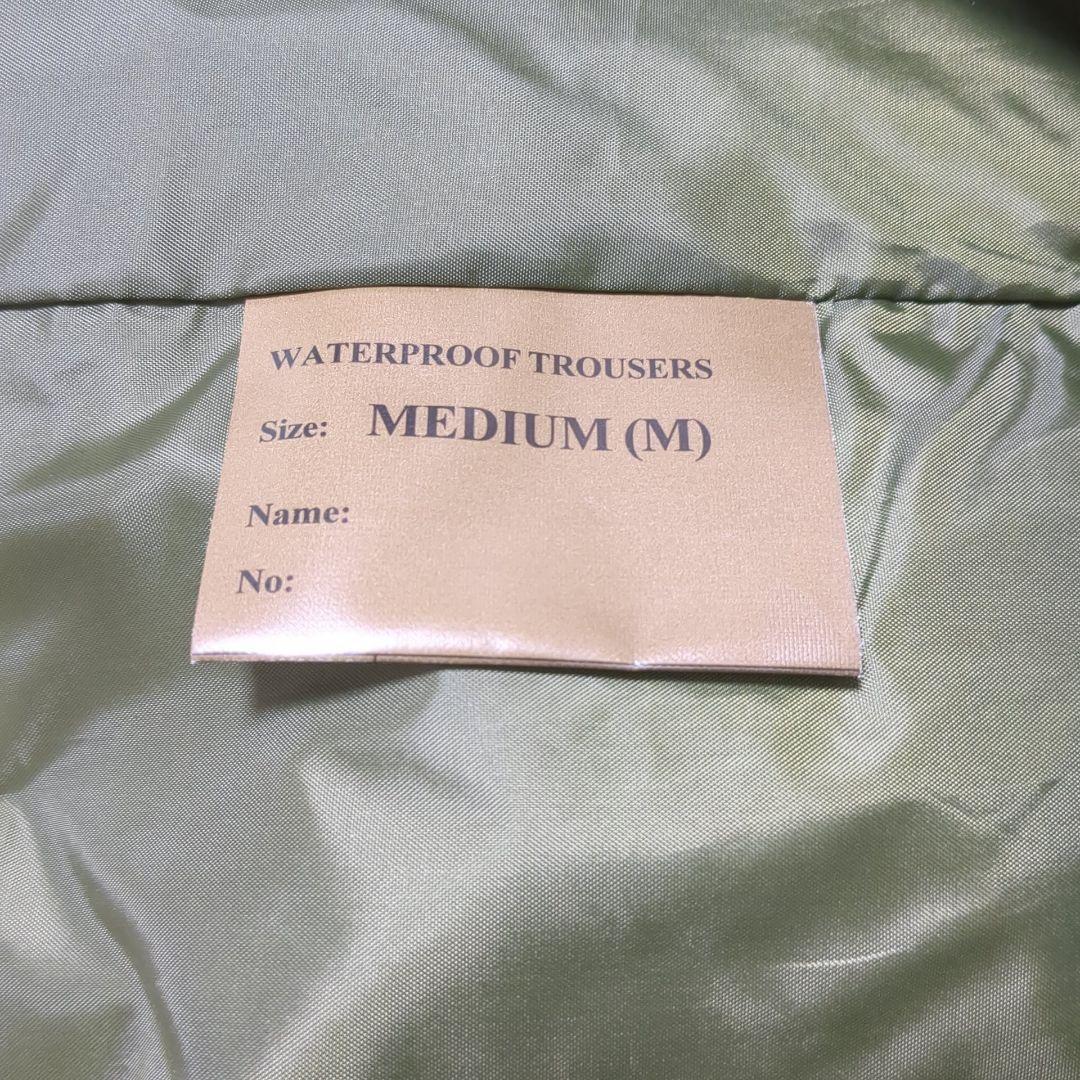 WATERPROOF TROUSERS
Size: MEDIUM (M)
Name:
No: